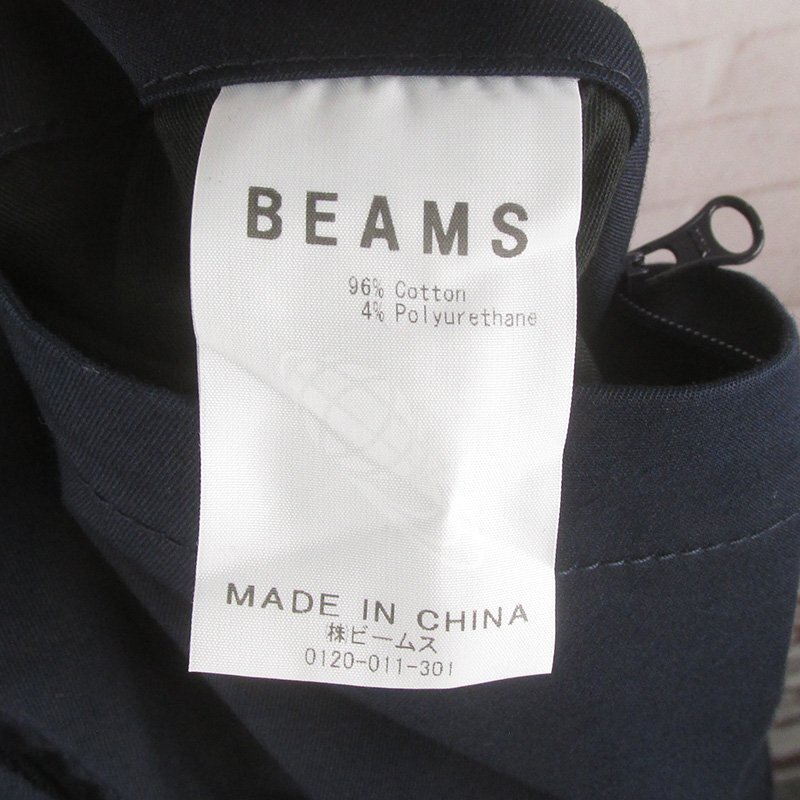 BEAMS
96% Cotton
4% Polyurethane
MADE IN CHINA
㈱ビームス
0120-011-301